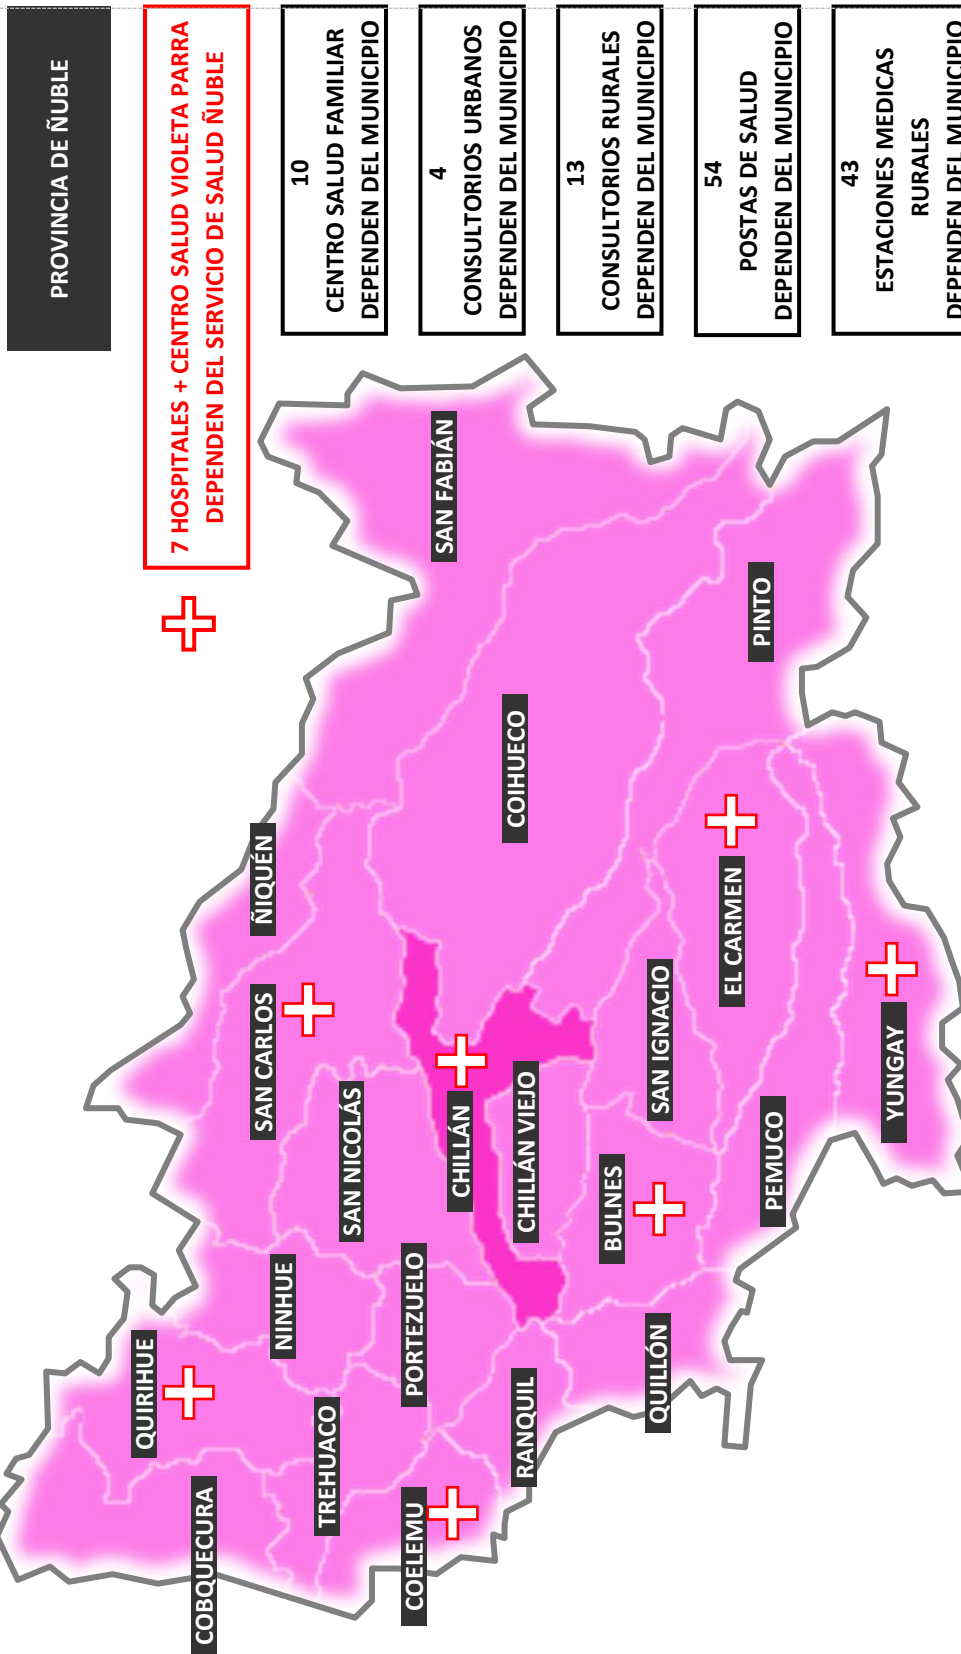 PROVINCIA DE ÑUBLE
7 HOSPITALES + CENTRO SALUD VIOLETA PARRA
DEPENDEN DEL SERVICIO DE SALUD ÑUBLE
10
CENTRO SALUD FAMILIAR
DEPENDEN DEL MUNICIPIO
4
CONSULTORIOS URBANOS
DEPENDEN DEL MUNICIPIO
13
CONSULTORIOS RURALES
DEPENDEN DEL MUNICIPIO
54
POSTAS DE SALUD
DEPENDEN DEL MUNICIPIO
43
ESTACIONES MEDICAS
RURALES
DEPENDEN DEL MUNICIPIO
SAN FABIÁN
PINTO
COIHUECO
ÑIQUÉN
SAN CARLOS
EL CARMEN
SAN IGNACIO
YUNGAY
SAN NICOLÁS
CHILLÁN
CHILLÁN VIEJO
BULNES
PEMUCO
NINHUE
PORTEZUELO
QUIRIHUE
QUILLÓN
RANQUIL
TREHUACO
COBQUECURA
COELEMU